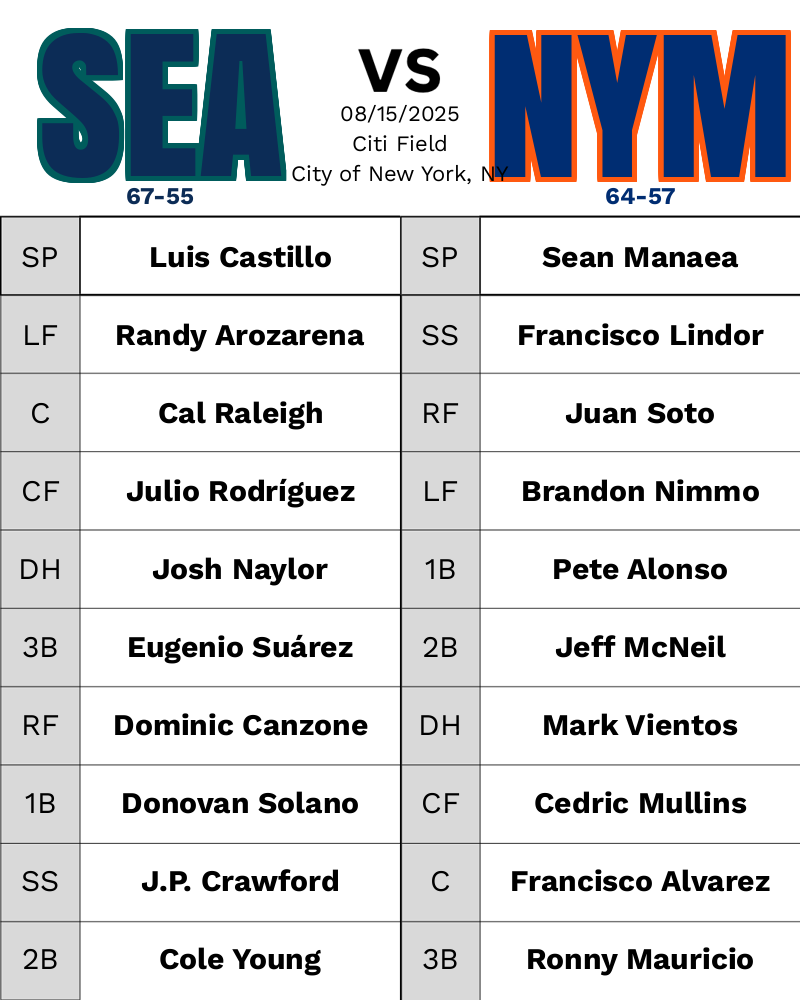 SEA VS NYM
08/15/2025
Citi Field
City of New York, NY
67-55 64-57
SP Luis Castillo SP Sean Manaea
LF Randy Arozarena SS Francisco Lindor
C Cal Raleigh RF Juan Soto
CF Julio Rodríguez LF Brandon Nimmo
DH Josh Naylor 1B Pete Alonso
3B Eugenio Suárez 2B Jeff McNeil
RF Dominic Canzone DH Mark Vientos
1B Donovan Solano CF Cedric Mullins
SS J.P. Crawford C Francisco Alvarez
2B Cole Young 3B Ronny Mauricio